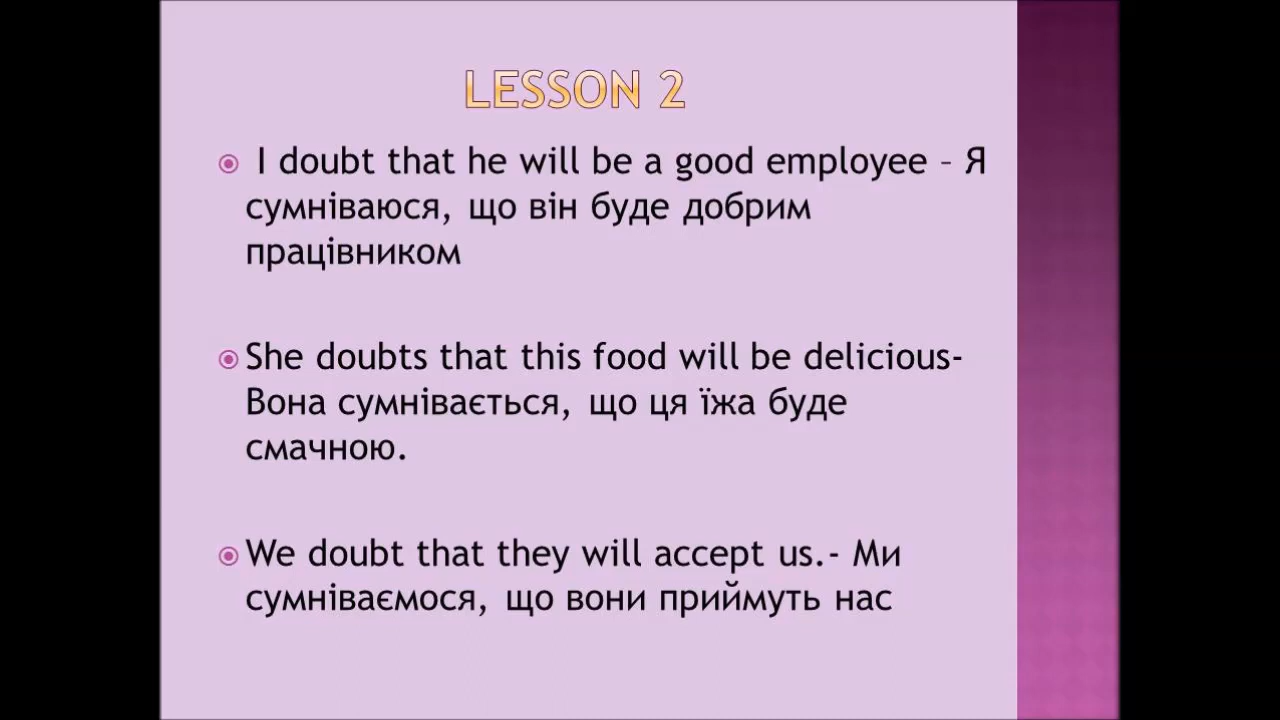 LESSON 2
I doubt that he will be a good employee – Я
сумніваюся, що він буде добрим
працівником
She doubts that this food will be delicious-
Вона сумнівається, що ця їжа буде
смачною.
We doubt that they will accept us.- Ми
сумніваємося, що вони приймуть нас